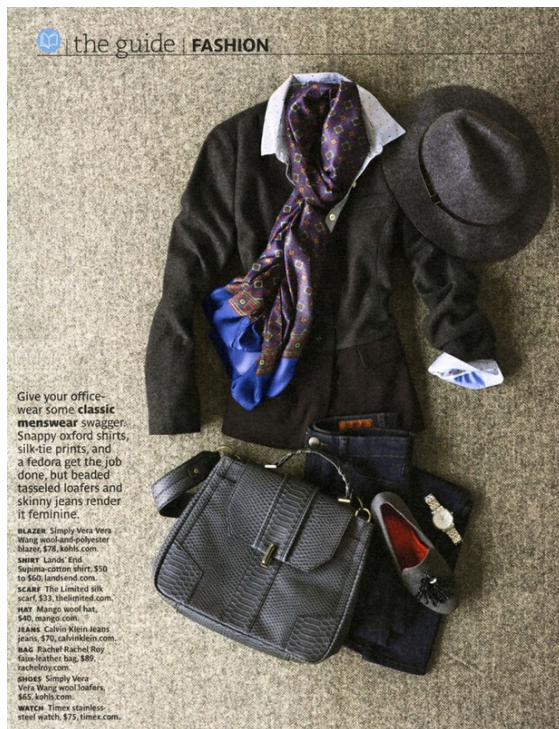 the guide | FASHION
Give your office-
wear some classic
menswear swagger.
Snappy oxford shirts,
silk-tie prints, and
a fedora get the job
done, but beaded
tasseled loafers and
skinny jeans render
it feminine.
BLAZER Simply Vera Vera
Wang wool-and-polyester
blazer, $78, kohls.com.
SHIRT Lands' End
Supima-cotton shirt, $50
to $60, landsend.com.
SCARF The Limited silk
scarf, $33, thelimited.com.
HAT Mango wool hat,
$40, mango.com.
JEANS Calvin Klein Jeans
jeans, $70, calvinklein.com.
BAG Rachel Rachel Roy
faux-leather bag, $89,
rachelroy.com.
SHOES Simply Vera
Vera Wang wool loafers,
$65, kohls.com.
WATCH Timex stainless-
steel watch, $75, timex.com.